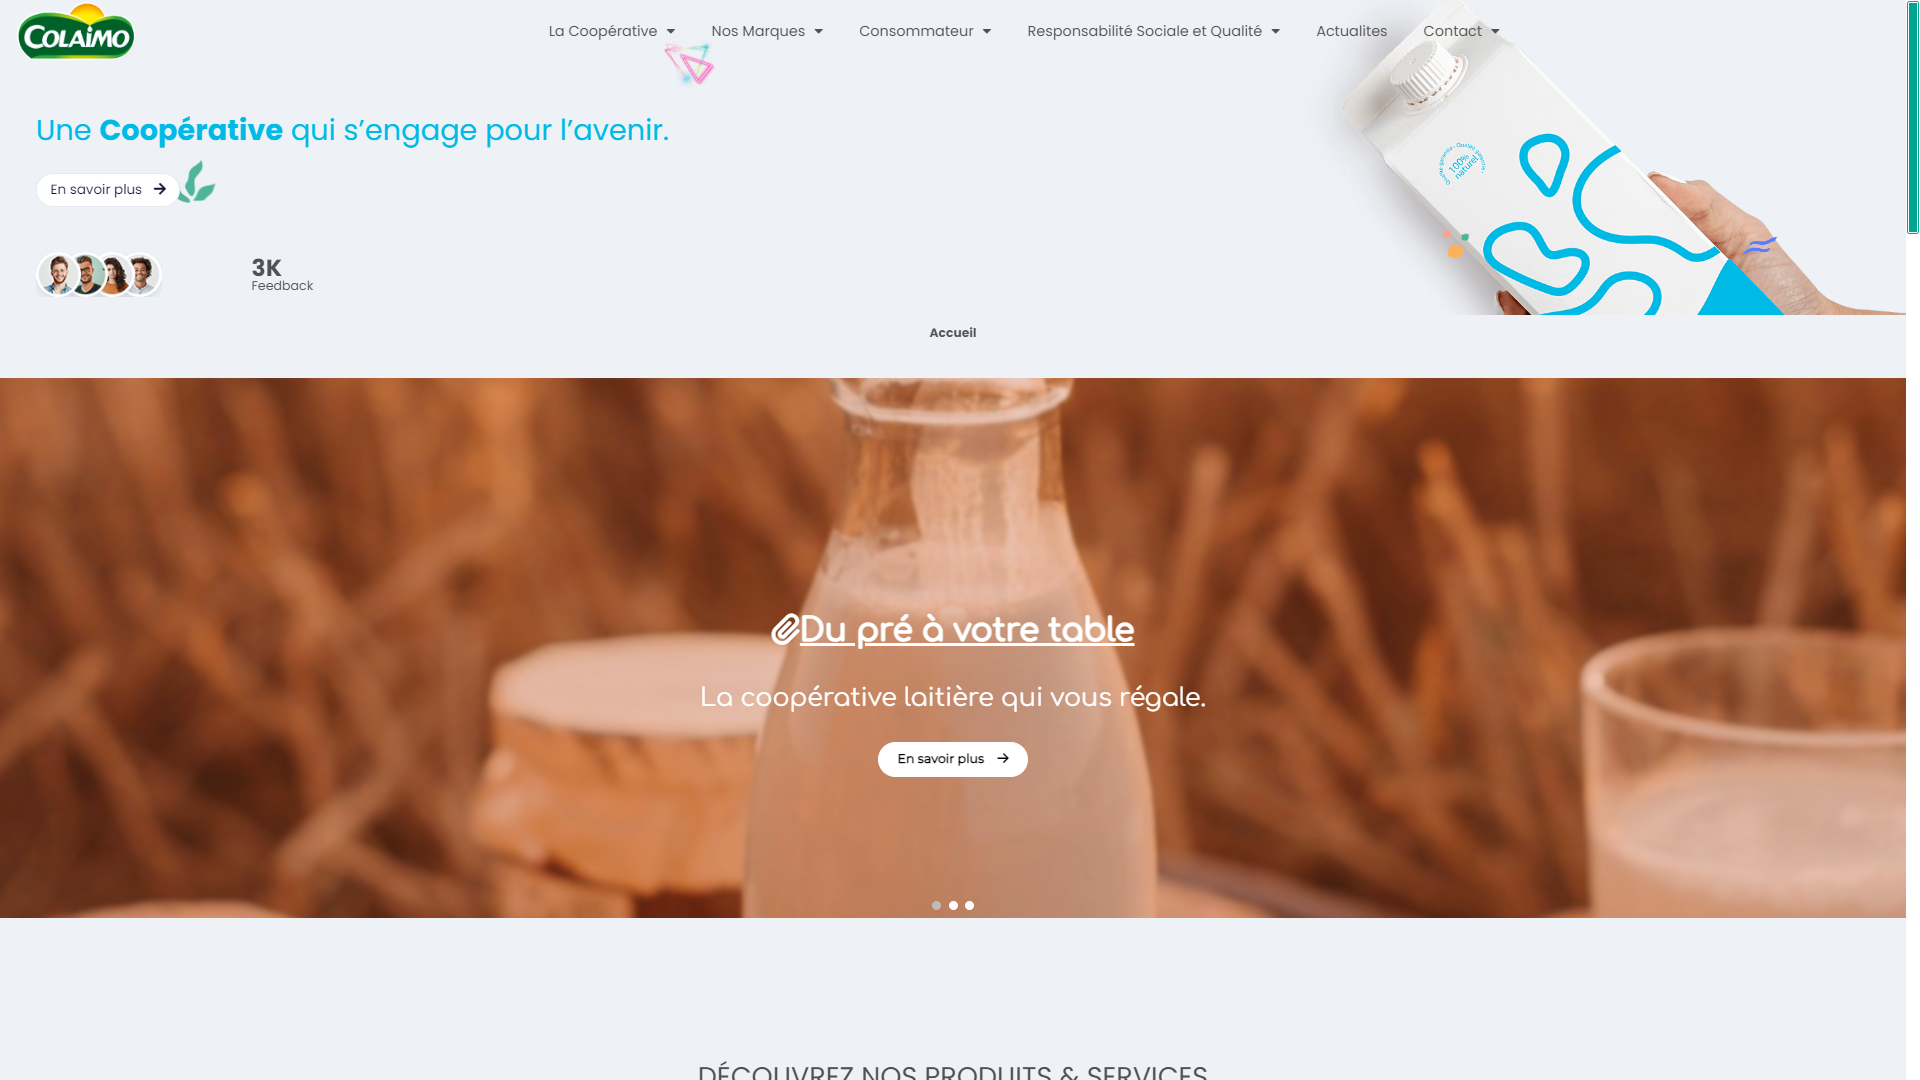 COLAiMO
La Coopérative
Nos Marques
Consommateur
Responsabilité Sociale et Qualité
Actualites
Contact
Une Coopérative qui s’engage pour l’avenir.
En savoir plus
100% naturel
3K
Feedback
Accueil
Du pré à votre table
La coopérative laitière qui vous régale.
En savoir plus
DÉCOUVREZ NOS PRODUITS & SERVICES